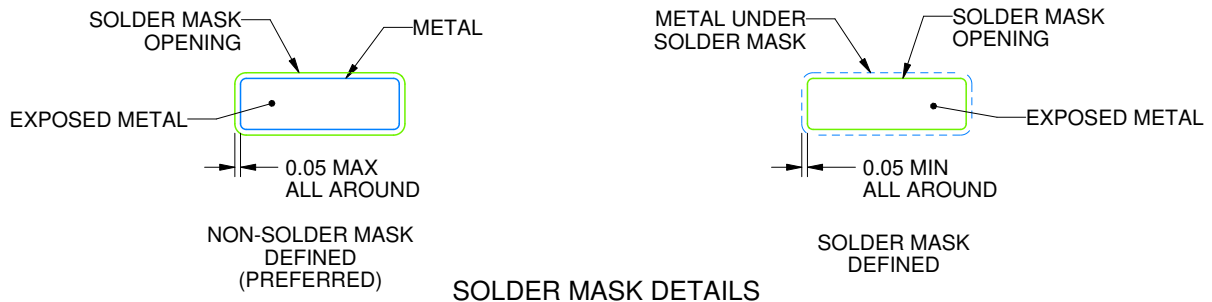 SOLDER MASK
OPENING
METAL
EXPOSED METAL
0.05 MAX
ALL AROUND
NON-SOLDER MASK
DEFINED
(PREFERRED)
METAL UNDER
SOLDER MASK
SOLDER MASK
OPENING
EXPOSED METAL
0.05 MIN
ALL AROUND
SOLDER MASK
DEFINED
SOLDER MASK DETAILS